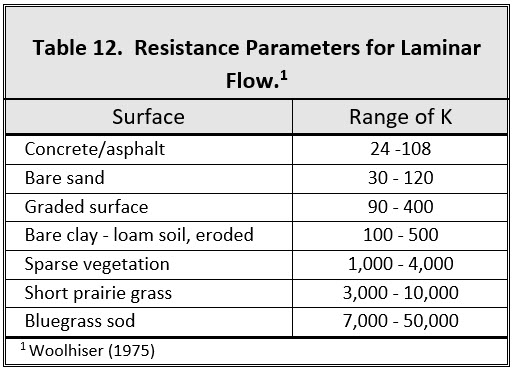 Table 12.  Resistance Parameters for Laminar
Flow.¹
Surface Range of K
Concrete/asphalt 24 -108
Bare sand 30 - 120
Graded surface 90 - 400
Bare clay - loam soil, eroded 100 - 500
Sparse vegetation 1,000 - 4,000
Short prairie grass 3,000 - 10,000
Bluegrass sod 7,000 - 50,000
¹ Woolhiser (1975)